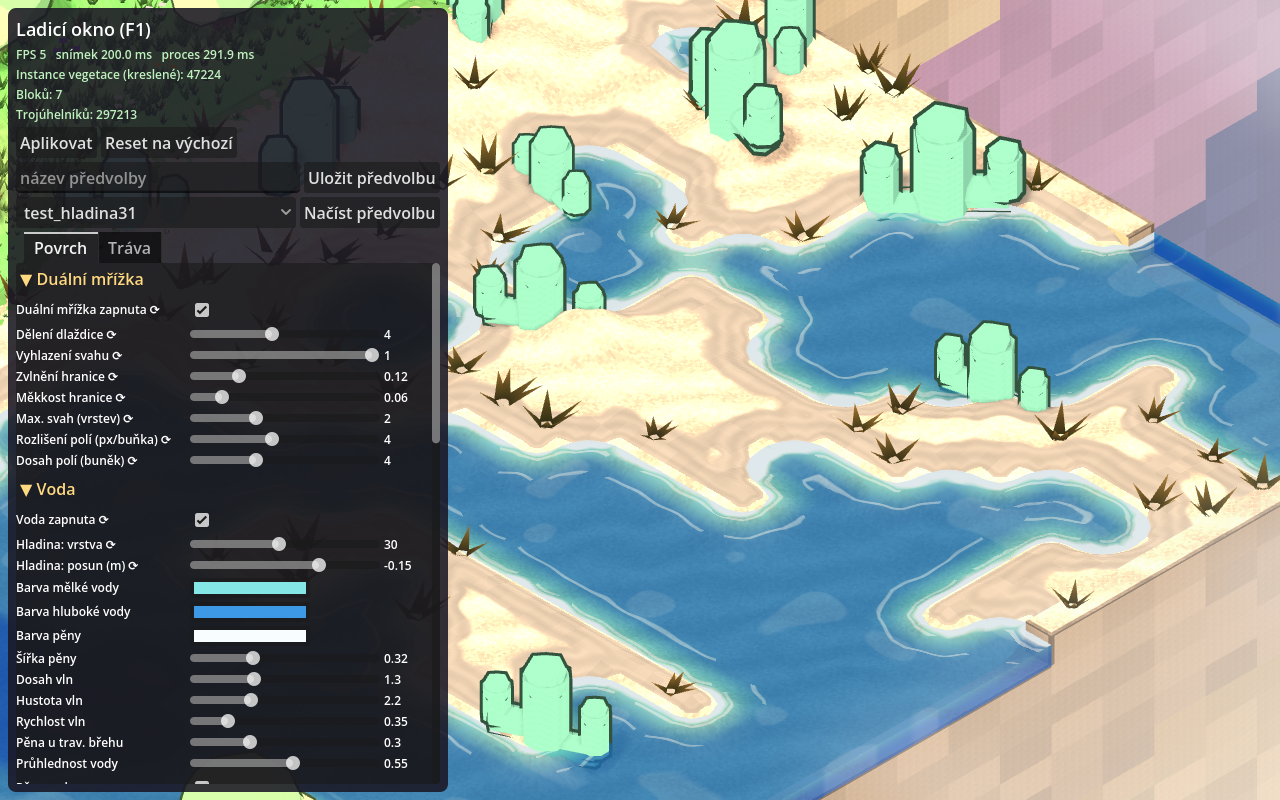 Ladicí okno (F1)
FPS 5 snímek 200.0 ms proces 291.9 ms
Instance vegetace (kreslené): 47224
Bloků: 7
Trojúhelníků: 297213
Aplikovat Reset na výchozí
název předvolby Uložit předvolbu
test_hladina31 Načíst předvolbu
Povrch Tráva
▼ Duální mřížka
Duální mřížka zapnuta ⟳
Dělení dlaždice ⟳ 4
Vyhlazení svahu ⟳ 1
Zvlnění hranice ⟳ 0.12
Měkkost hranice ⟳ 0.06
Max. svah (vrstev) ⟳ 2
Rozlišení polí (px/buňka) ⟳ 4
Dosah polí (buněk) ⟳ 4
▼ Voda
Voda zapnuta ⟳
Hladina: vrstva ⟳ 30
Hladina: posun (m) ⟳ -0.15
Barva mělké vody
Barva hluboké vody
Barva pěny
Šířka pěny 0.32
Dosah vln 1.3
Hustota vln 2.2
Rychlost vln 0.35
Pěna u trav. břehu 0.3
Průhlednost vody 0.55